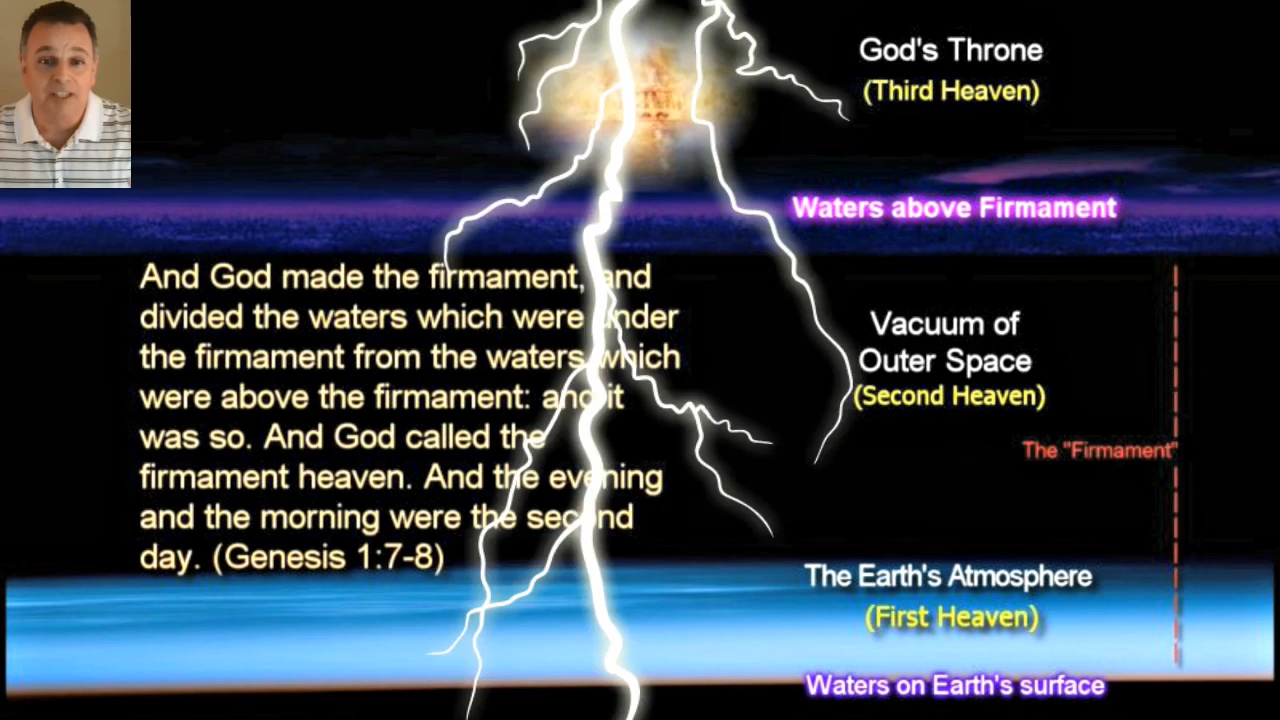 God's Throne
(Third Heaven)
Waters above Firmament
And God made the firmament, and
divided the waters which were under
the firmament from the waters which
were above the firmament: and it
was so. And God called the
firmament heaven. And the evening
and the morning were the second
day. (Genesis 1:7-8)
Vacuum of
Outer Space
(Second Heaven)
The "Firmament"
The Earth's Atmosphere
(First Heaven)
Waters on Earth's surface